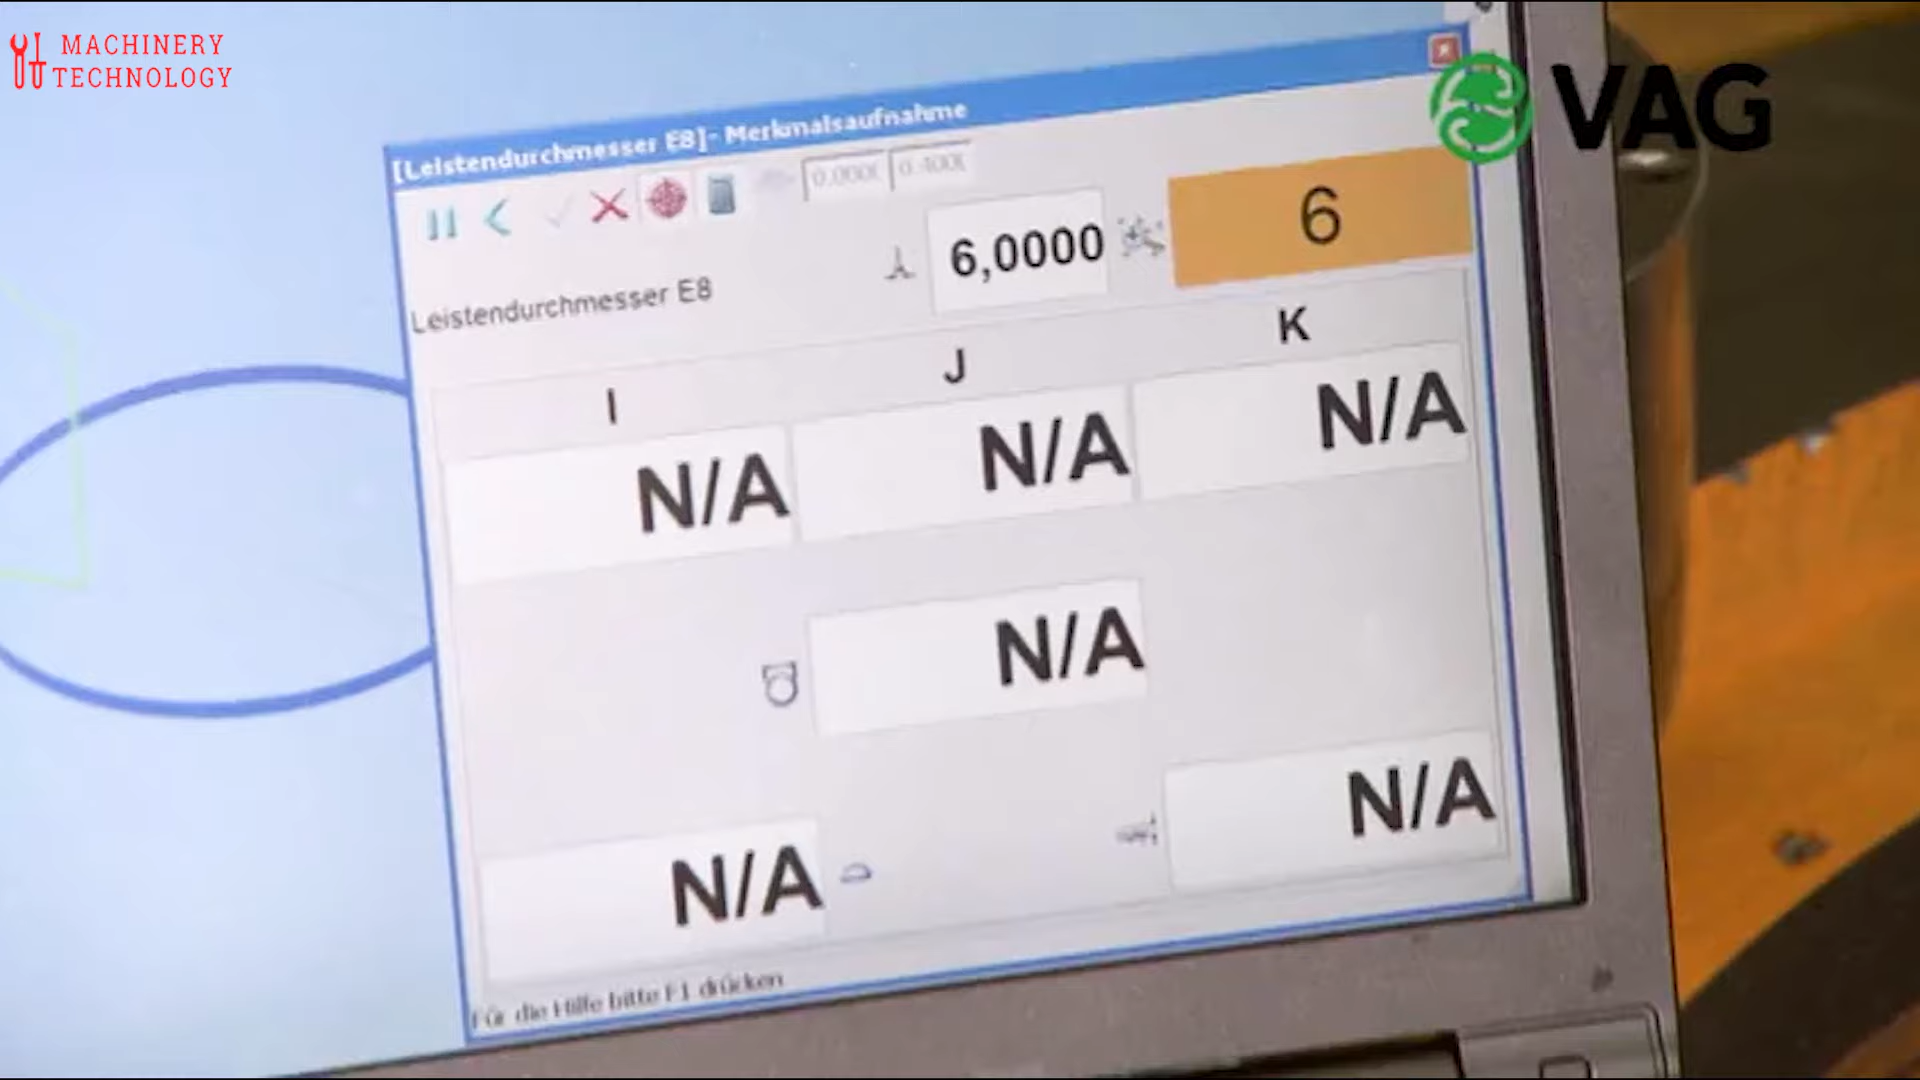 MACHINERY
TECHNOLOGY
VAG
[Leistendurchmesser E8]- Merkmalsaufnahme
Leistendurchmesser E8
6,0000
6
I
J
K
N/A
N/A
N/A
N/A
N/A
N/A
Für die Hilfe bitte F1 drücken